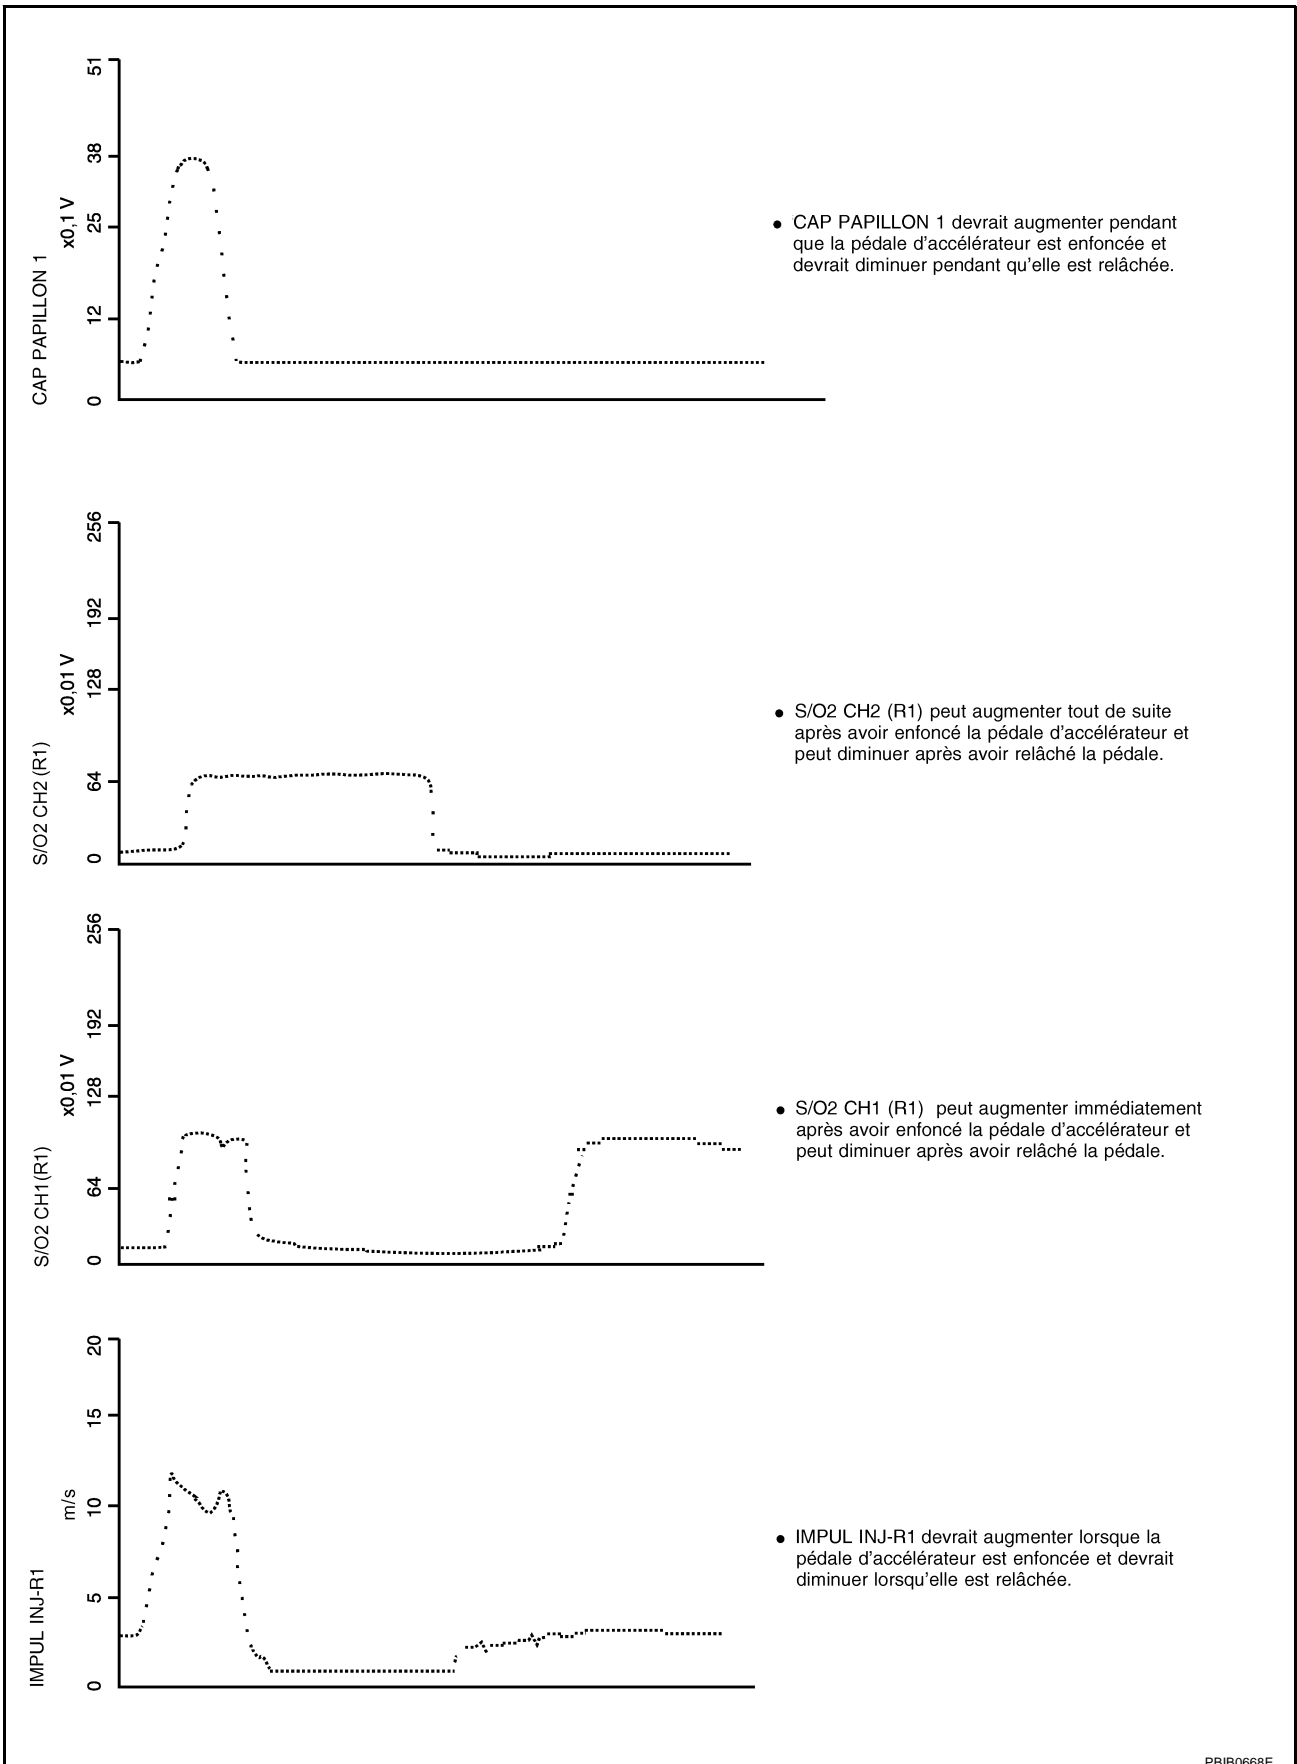 51
38
25
12
0
x0,1 V
CAP PAPILLON 1
● CAP PAPILLON 1 devrait augmenter pendant
que la pédale d'accélérateur est enfoncée et
devrait diminuer pendant qu'elle est relâchée.
256
192
128
64
0
x0,01 V
S/O2 CH2 (R1)
● S/O2 CH2 (R1) peut augmenter tout de suite
après avoir enfoncé la pédale d'accélérateur et
peut diminuer après avoir relâché la pédale.
256
192
128
64
0
x0,01 V
S/O2 CH1(R1)
● S/O2 CH1 (R1) peut augmenter immédiatement
après avoir enfoncé la pédale d'accélérateur et
peut diminuer après avoir relâché la pédale.
20
15
10
5
0
m/s
IMPUL INJ-R1
● IMPUL INJ-R1 devrait augmenter lorsque la
pédale d'accélérateur est enfoncée et devrait
diminuer lorsqu'elle est relâchée.